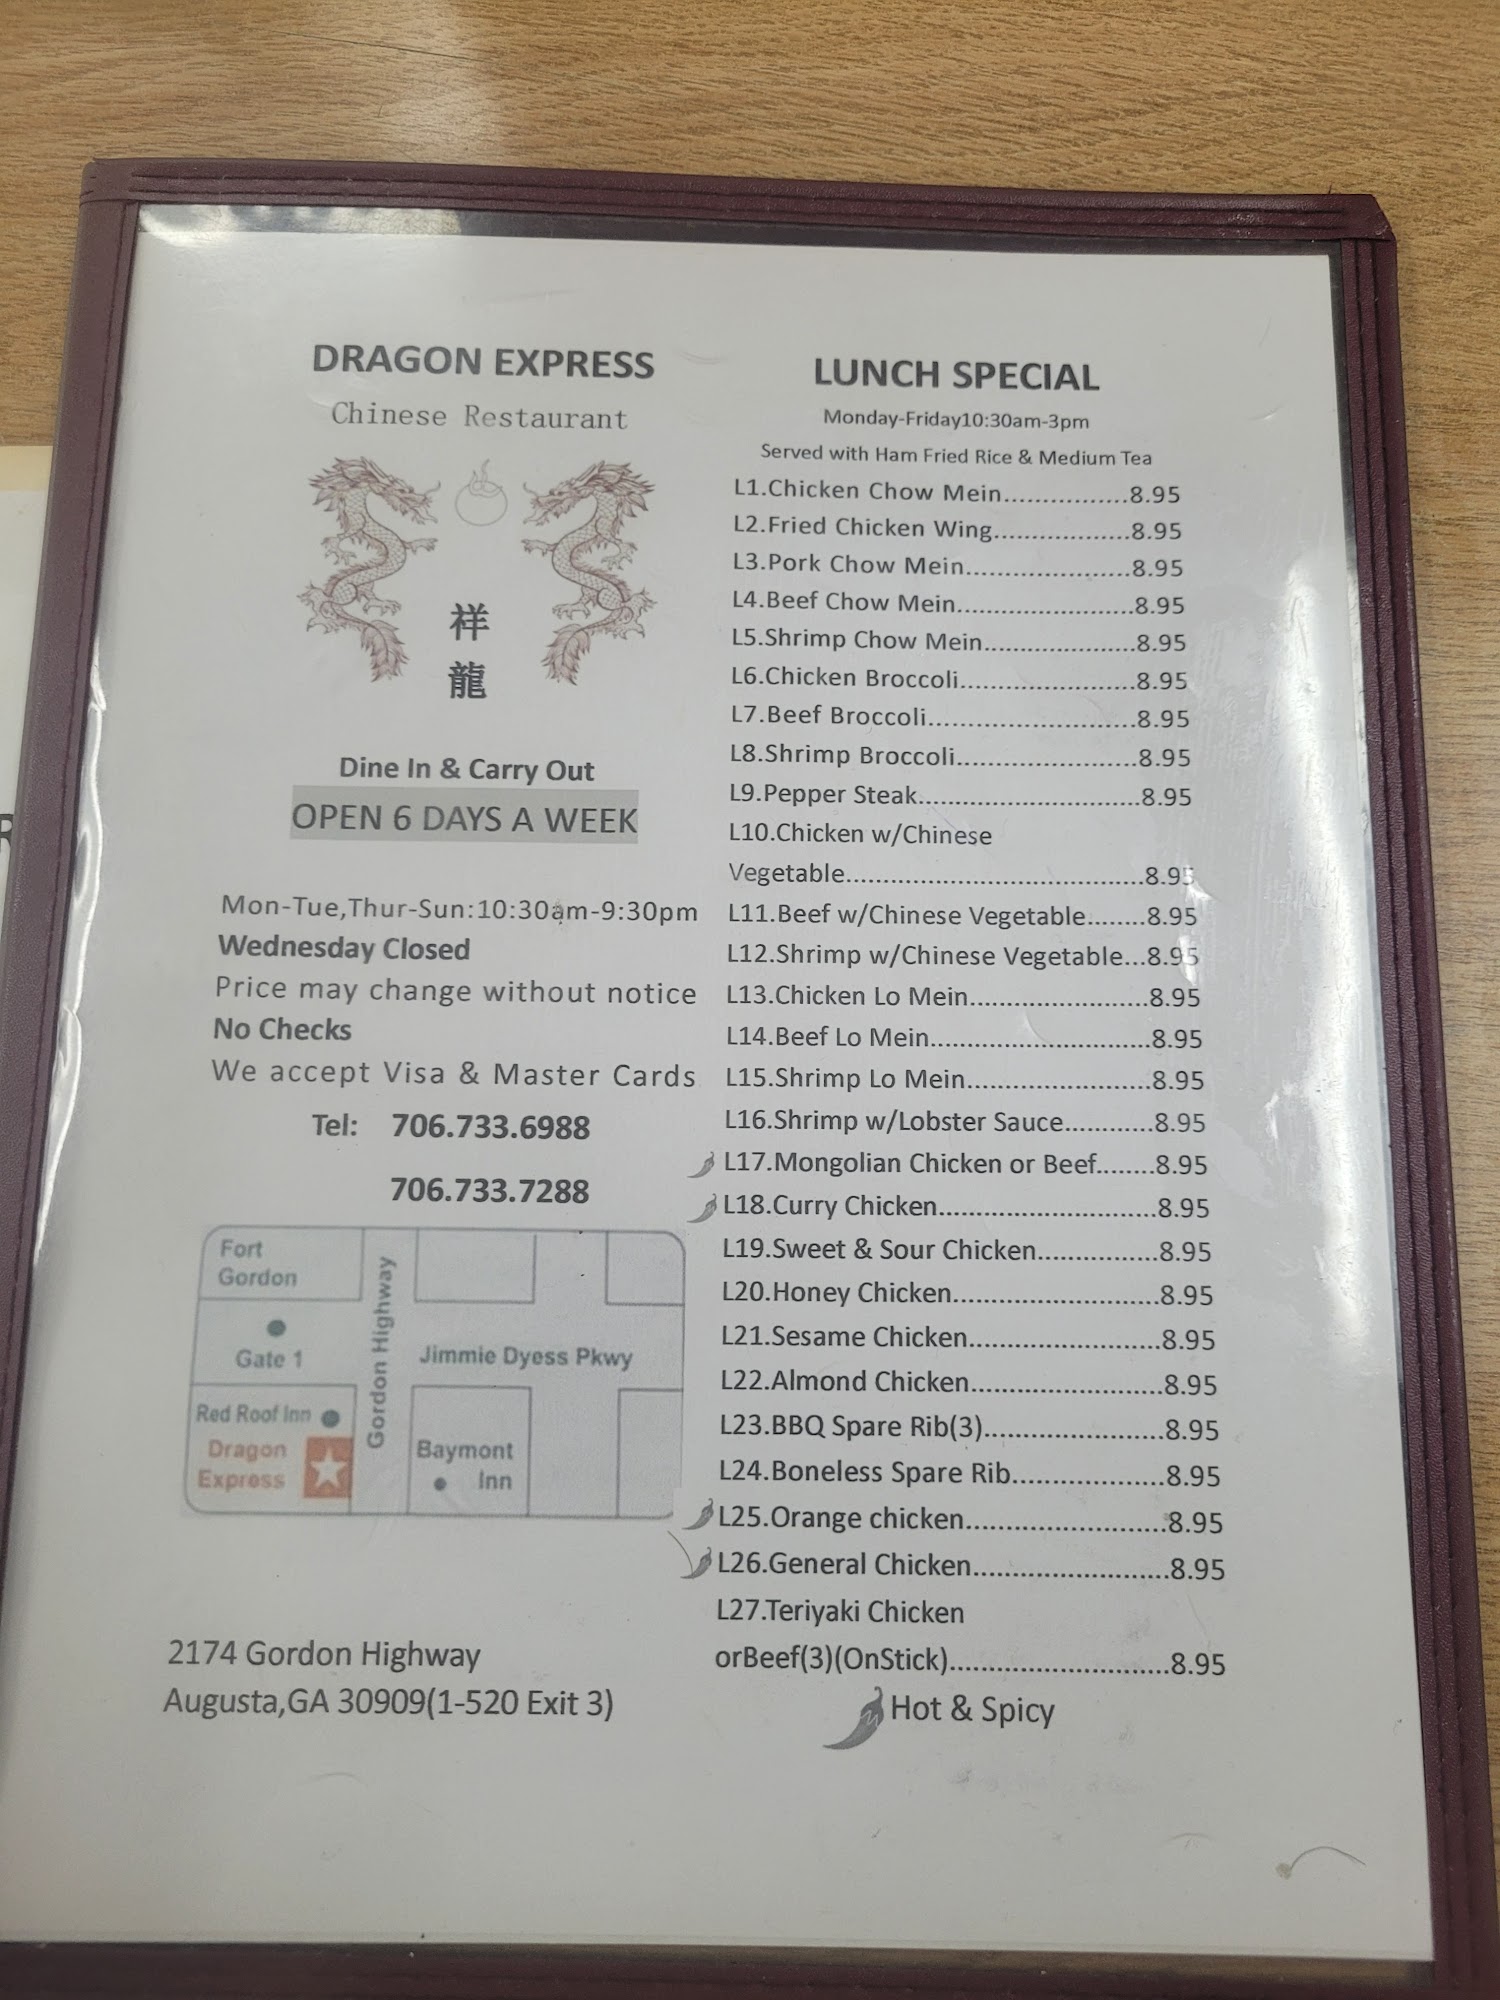 DRAGON EXPRESS
Chinese Restaurant
祥
龍
Dine In & Carry Out
OPEN 6 DAYS A WEEK
Mon-Tue,Thur-Sun:10:30am-9:30pm
Wednesday Closed
Price may change without notice
No Checks
We accept Visa & Master Cards
Tel: 706.733.6988
706.733.7288
Fort
Gordon
Gate 1
Gordon Highway
Jimmie Dyess Pkwy
Red Roof Inn
Dragon
Express
Baymont
Inn
2174 Gordon Highway
Augusta,GA 30909(1-520 Exit 3)
LUNCH SPECIAL
Monday-Friday10:30am-3pm
Served with Ham Fried Rice & Medium Tea
L1.Chicken Chow Mein................8.95
L2.Fried Chicken Wing...................8.95
L3.Pork Chow Mein.......................8.95
L4.Beef Chow Mein.........................8.95
L5.Shrimp Chow Mein.....................8.95
L6.Chicken Broccoli.........................8.95
L7.Beef Broccoli..............................8.95
L8.Shrimp Broccoli..........................8.95
L9.Pepper Steak................................8.95
L10.Chicken w/Chinese
Vegetable..........................................8.95
L11.Beef w/Chinese Vegetable........8.95
L12.Shrimp w/Chinese Vegetable...8.95
L13.Chicken Lo Mein.........................8.95
L14.Beef Lo Mein...............................8.95
L15.Shrimp Lo Mein..........................8.95
L16.Shrimp w/Lobster Sauce............8.95
L17.Mongolian Chicken or Beef........8.95
L18.Curry Chicken..............................8.95
L19.Sweet & Sour Chicken................8.95
L20.Honey Chicken............................8.95
L21.Sesame Chicken..........................8.95
L22.Almond Chicken..........................8.95
L23.BBQ Spare Rib(3)........................8.95
L24.Boneless Spare Rib.....................8.95
L25.Orange chicken...........................8.95
L26.General Chicken..........................8.95
L27.Teriyaki Chicken
orBeef(3)(OnStick).............................8.95
Hot & Spicy